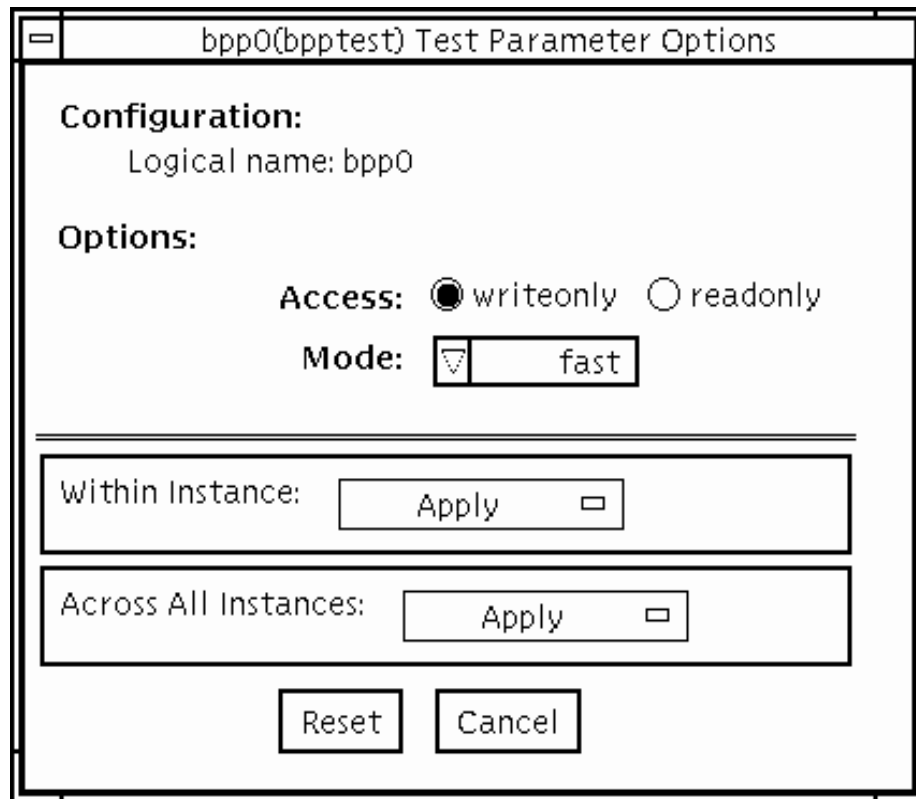 bpp0(bpptest) Test Parameter Options
Configuration:
Logical name: bpp0
Options:
Access: writeonly readonly
Mode: fast
Within Instance: Apply
Across All Instances: Apply
Reset Cancel